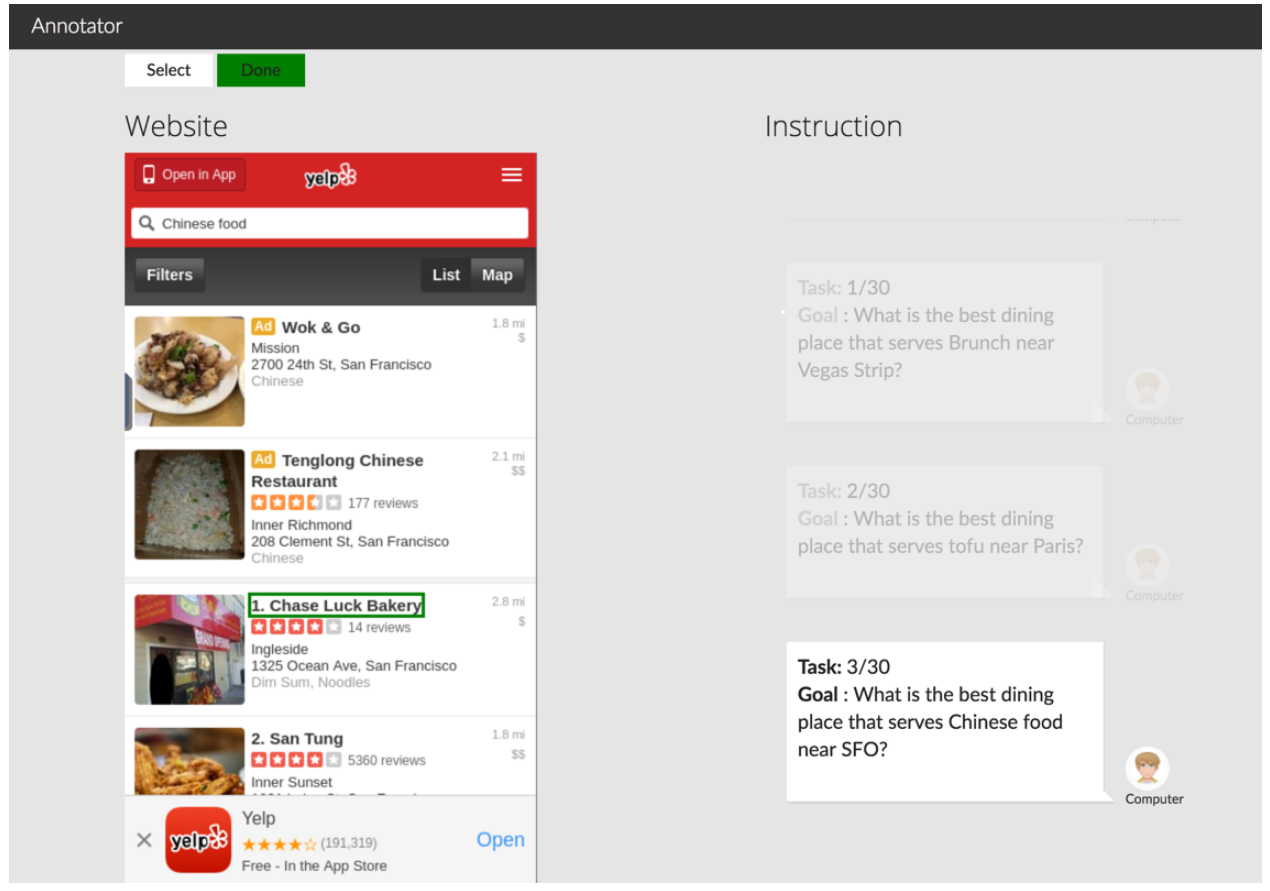 Annotator
Select Done
Website
Open in App yelp
Chinese food
Filters List Map
Ad Wok & Go 1.8 mi
Mission $
2700 24th St, San Francisco
Chinese
Ad Tenglong Chinese 2.1 mi
Restaurant $$
177 reviews
Inner Richmond
208 Clement St, San Francisco
Chinese
1. Chase Luck Bakery 2.8 mi
14 reviews $
Ingleside
1325 Ocean Ave, San Francisco
Dim Sum, Noodles
2. San Tung 1.8 mi
5360 reviews $$
Inner Sunset
yelp
Yelp
(191,319)
Free - In the App Store
Open
Instruction
Task: 1/30
Goal : What is the best dining
place that serves Brunch near
Vegas Strip?
Computer
Task: 2/30
Goal : What is the best dining
place that serves tofu near Paris?
Computer
Task: 3/30
Goal : What is the best dining
place that serves Chinese food
near SFO?
Computer